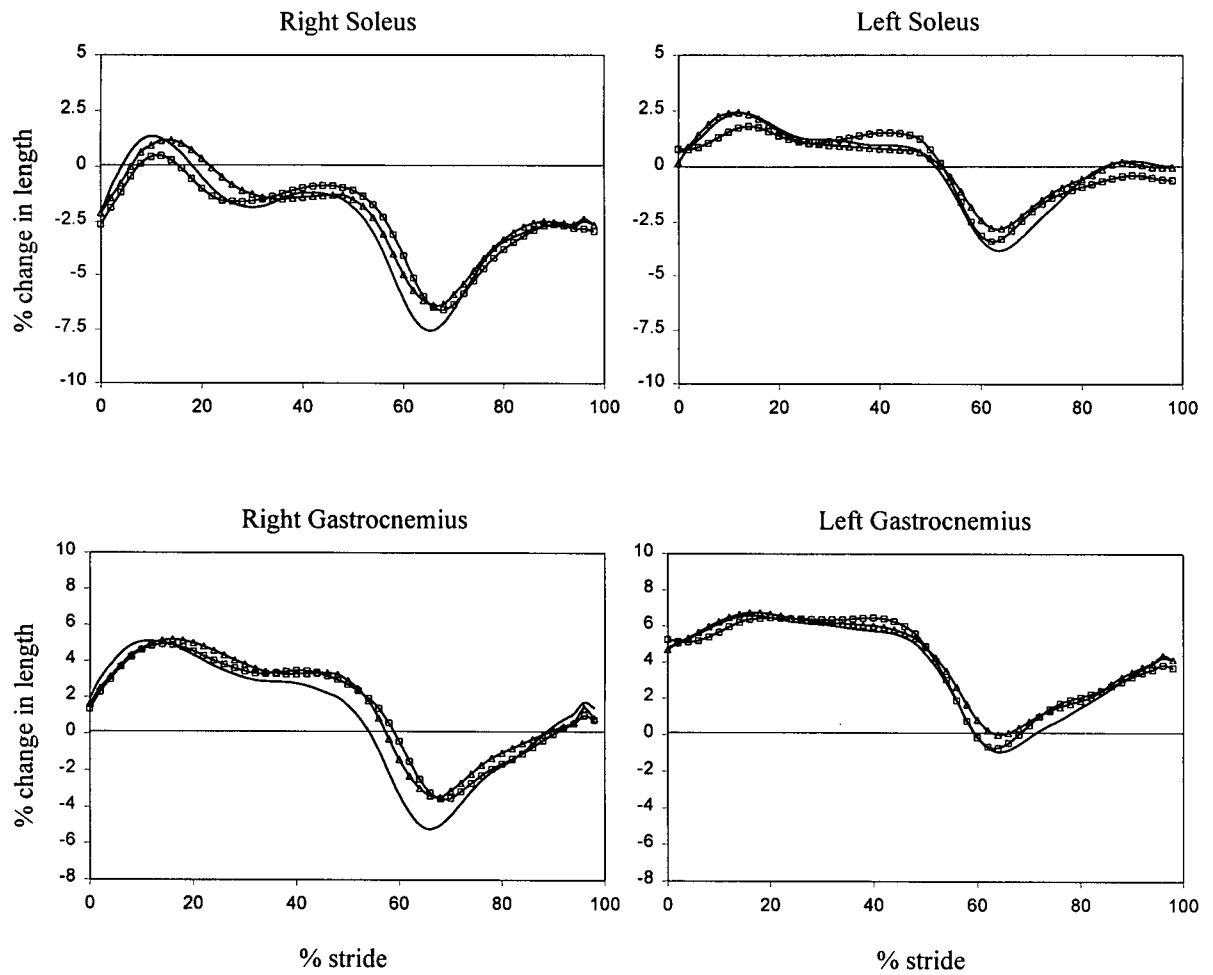 Right Soleus
Left Soleus
% change in length
5
2.5
0
-2.5
-5
-7.5
-10
0 20 40 60 80 100
5
2.5
0
-2.5
-5
-7.5
-10
0 20 40 60 80 100
Right Gastrocnemius
Left Gastrocnemius
% change in length
10
8
6
4
2
0
-2
-4
-6
-8
0 20 40 60 80 100
10
8
6
4
2
0
-2
-4
-6
-8
0 20 40 60 80 100
% stride
% stride